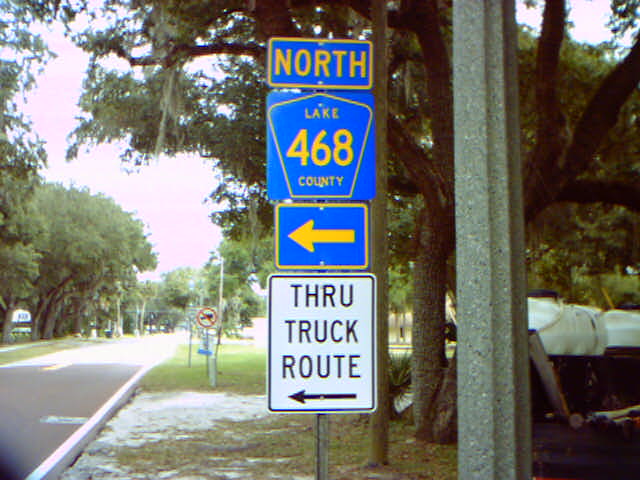 NORTH
LAKE
468
COUNTY
THRU
TRUCK
ROUTE